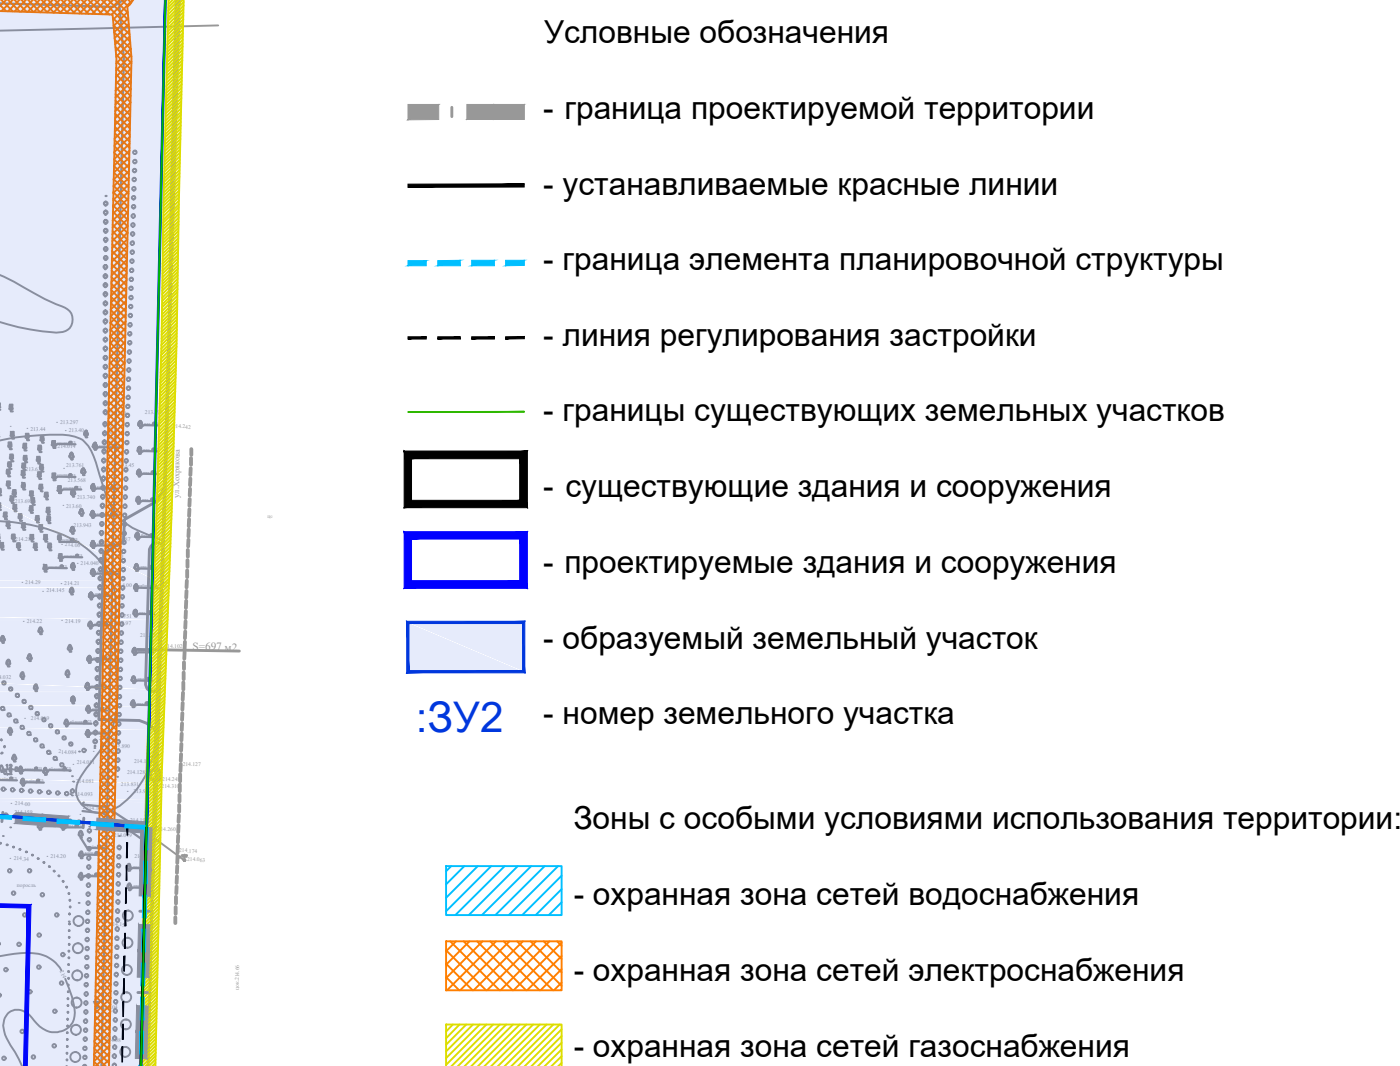 Условные обозначения
- граница проектируемой территории
- устанавливаемые красные линии
- граница элемента планировочной структуры
- линия регулирования застройки
- границы существующих земельных участков
- существующие здания и сооружения
- проектируемые здания и сооружения
- образуемый земельный участок
:ЗУ2 - номер земельного участка
Зоны с особыми условиями использования территории:
- охранная зона сетей водоснабжения
- охранная зона сетей электроснабжения
- охранная зона сетей газоснабжения
S=697 м2